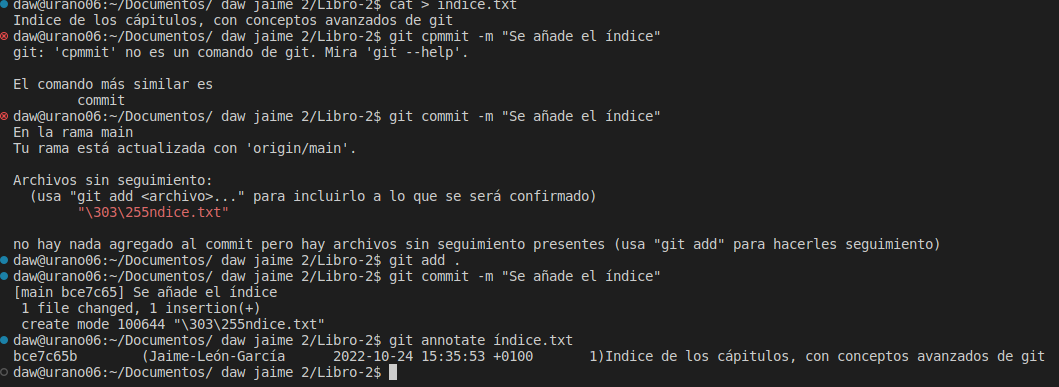 daw@urano06:~/Documentos/ daw jaime 2/Libro-2$ cat > índice.txt
Indice de los cápitulos, con conceptos avanzados de git
daw@urano06:~/Documentos/ daw jaime 2/Libro-2$ git cpmmit -m "Se añade el índice"
git: 'cpmmit' no es un comando de git. Mira 'git --help'.
El comando más similar es
commit
daw@urano06:~/Documentos/ daw jaime 2/Libro-2$ git commit -m "Se añade el índice"
En la rama main
Tu rama está actualizada con 'origin/main'.
Archivos sin seguimiento:
(usa "git add <archivo>..." para incluirlo a lo que se será confirmado)
"\303\255ndice.txt"
no hay nada agregado al commit pero hay archivos sin seguimiento presentes (usa "git add" para hacerles seguimiento)
daw@urano06:~/Documentos/ daw jaime 2/Libro-2$ git add .
daw@urano06:~/Documentos/ daw jaime 2/Libro-2$ git commit -m "Se añade el índice"
[main bce7c65] Se añade el índice
1 file changed, 1 insertion(+)
create mode 100644 "\303\255ndice.txt"
daw@urano06:~/Documentos/ daw jaime 2/Libro-2$ git annotate índice.txt
bce7c65b (Jaime-León-García 2022-10-24 15:35:53 +0100 1)Indice de los cápitulos, con conceptos avanzados de git
daw@urano06:~/Documentos/ daw jaime 2/Libro-2$